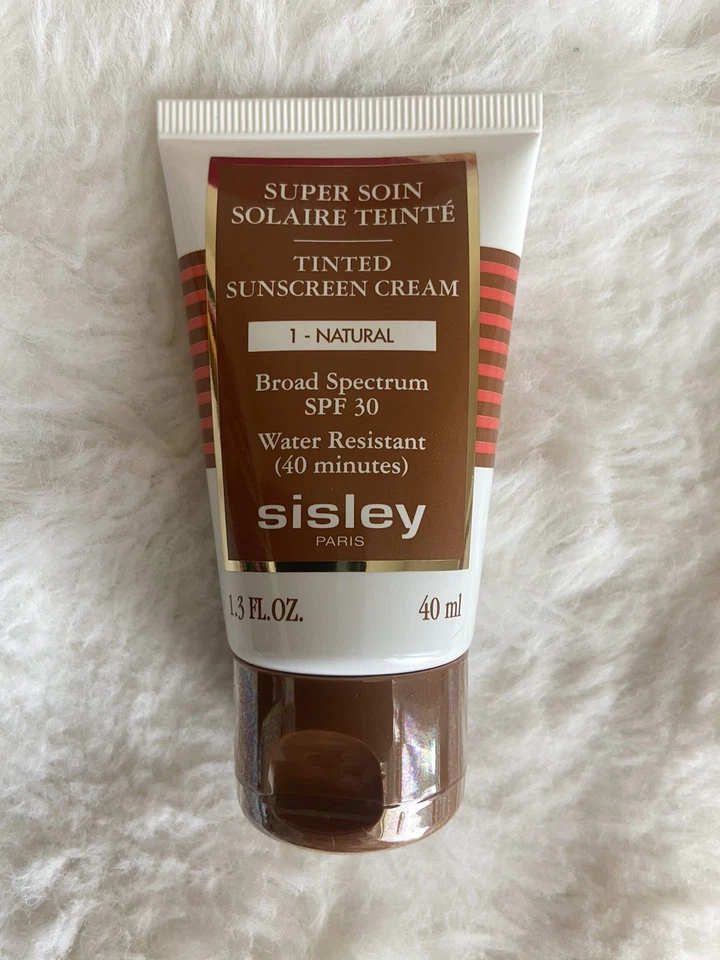 SUPER SOIN
SOLAIRE TEINTÉ
TINTED
SUNSCREEN CREAM
1 - NATURAL
Broad Spectrum
SPF 30
Water Resistant
(40 minutes)
sisley
PARIS
1.3 FL.OZ. 40 ml